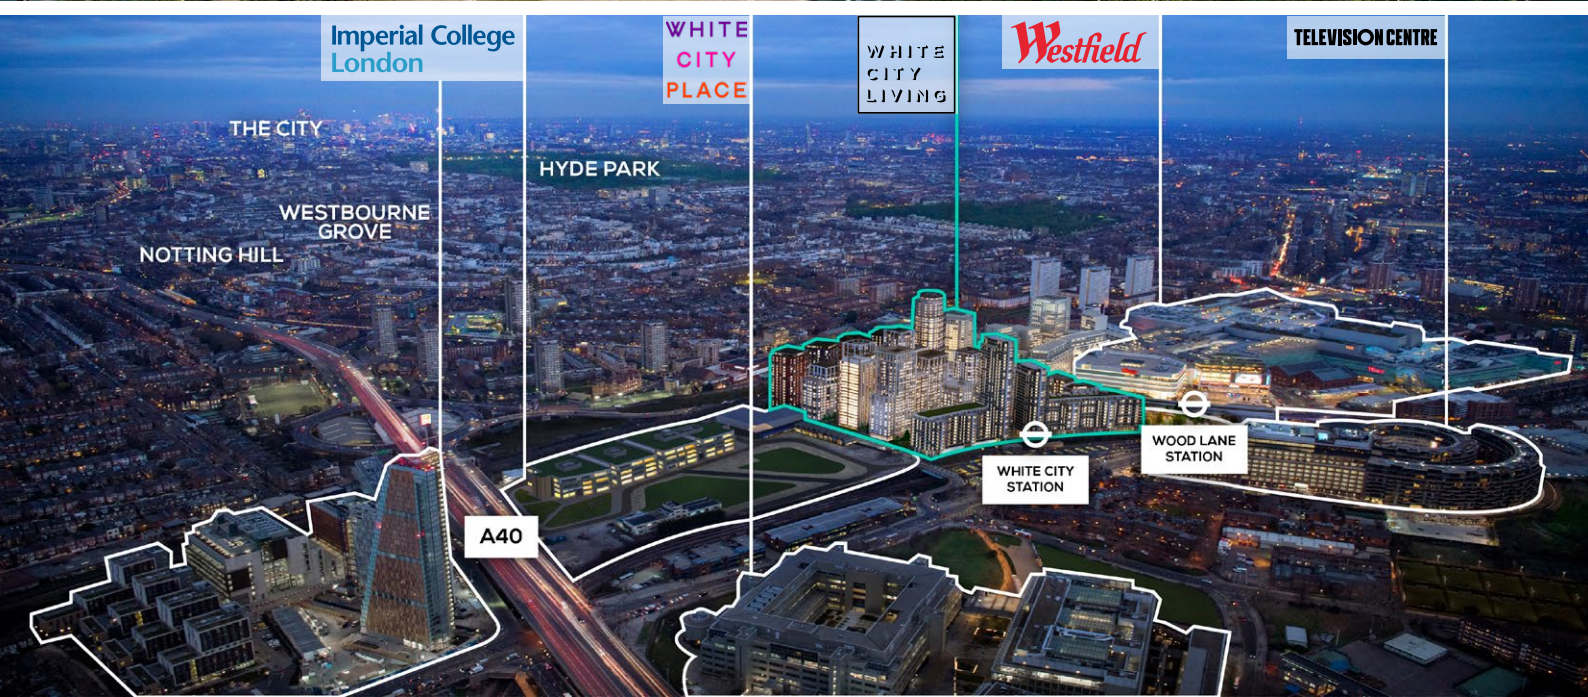 Imperial College
London
WHITE
CITY
PLACE
WHITE
CITY
LIVING
Westfield
TELEVISION CENTRE
THE CITY
HYDE PARK
WESTBOURNE
GROVE
NOTTING HILL
WOOD LANE
STATION
WHITE CITY
STATION
A40